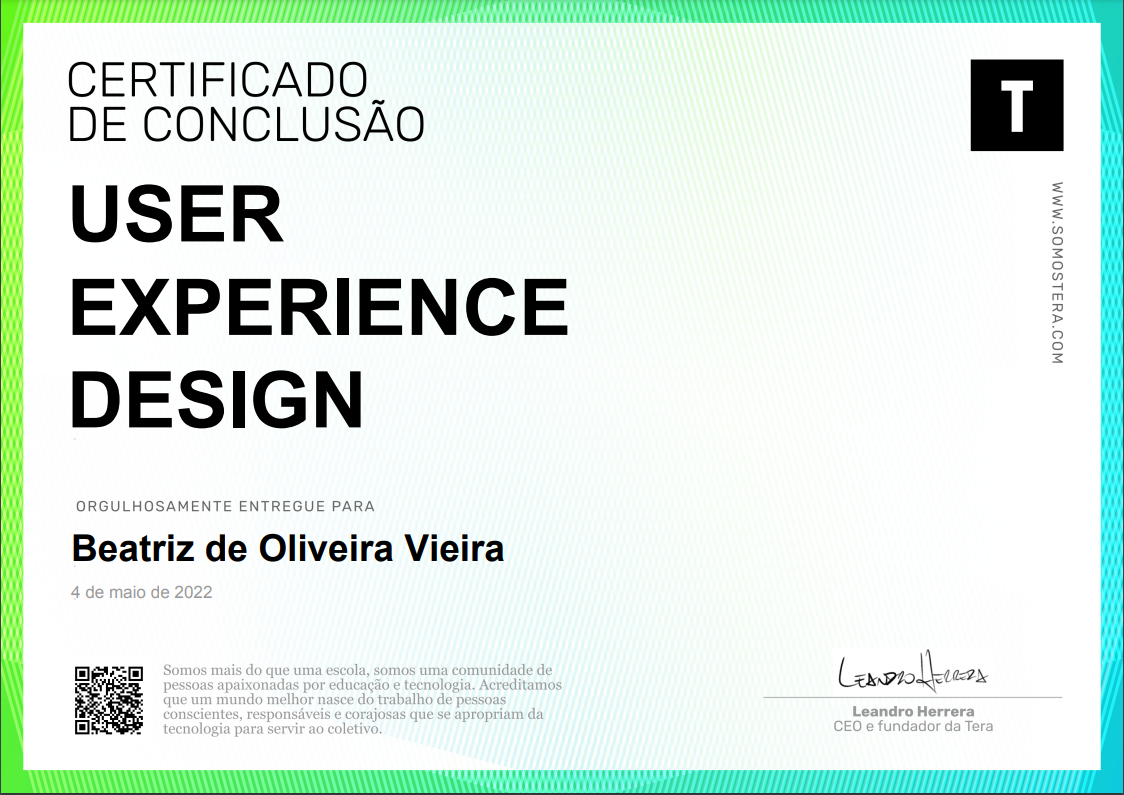 CERTIFICADO
DE CONCLUSÃO
T
WWW.SOMOSTERA.COM
USER
EXPERIENCE
DESIGN
ORGULHOSAMENTE ENTREGUE PARA
Beatriz de Oliveira Vieira
4 de maio de 2022
Somos mais do que uma escola, somos uma comunidade de
pessoas apaixonadas por educação e tecnologia. Acreditamos
que um mundo melhor nasce do trabalho de pessoas
conscientes, responsáveis e corajosas que se apropriam da
tecnologia para servir ao coletivo.
LEANDRO HERRERA
Leandro Herrera
CEO e fundador da Tera